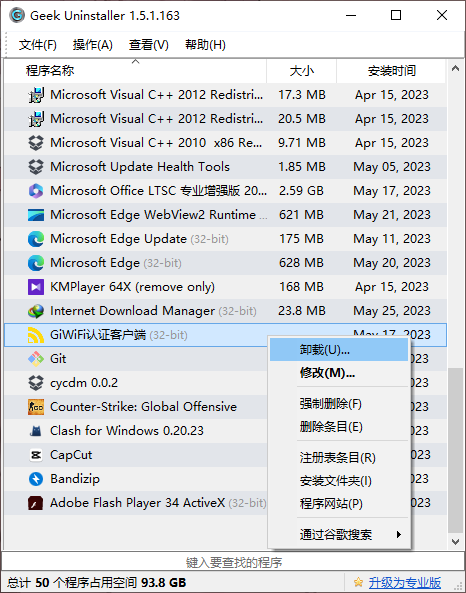 Geek Uninstaller 1.5.1.163
文件(F) 操作(A) 查看(V) 帮助(H)
程序名称 大小 安装时间
Microsoft Visual C++ 2012 Redistri... 17.3 MB Apr 15, 2023
Microsoft Visual C++ 2012 Redistri... 20.5 MB Apr 15, 2023
Microsoft Visual C++ 2010 x86 Re... 9.71 MB Apr 15, 2023
Microsoft Update Health Tools 1.85 MB May 05, 2023
Microsoft Office LTSC 专业增强版 20... 2.59 GB May 17, 2023
Microsoft Edge WebView2 Runtime ... 621 MB May 21, 2023
Microsoft Edge Update (32-bit) 175 MB May 11, 2023
Microsoft Edge (32-bit) 628 MB May 20, 2023
KMPlayer 64X (remove only) 168 MB Apr 15, 2023
Internet Download Manager (32-bit) 23.8 MB May 25, 2023
GiWiFi认证客户端 (32-bit) May 17, 2023
Git 2023
cycdm 0.0.2 2023
Counter-Strike: Global Offensive 2023
Clash for Windows 0.20.23 2023
CapCut 2023
Bandizip 2023
Adobe Flash Player 34 ActiveX (32-bit) 2023
卸载(U)...
修改(M)...
强制删除(F)
删除条目(E)
注册表条目(R)
安装文件夹(I)
程序网站(P)
通过谷歌搜索
键入要查找的程序
总计 50 个程序占用空间 93.8 GB 升级为专业版